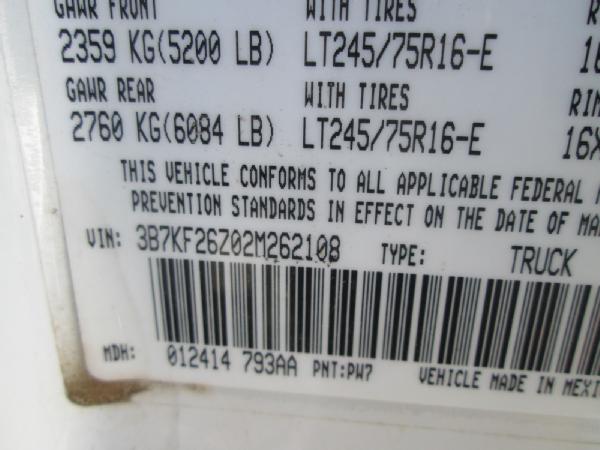 GAWR FRONT WITH TIRES
2359 KG(5200 LB) LT245/75R16-E
GAWR REAR WITH TIRES
2760 KG(6084 LB) LT245/75R16-E 16X
THIS VEHICLE CONFORMS TO ALL APPLICABLE FEDERAL
PREVENTION STANDARDS IN EFFECT ON THE DATE OF
VIN: 3B7KF26Z02M262108 TYPE: TRUCK
MDH: 012414 793AA PNT:PW7 VEHICLE MADE IN MEXI